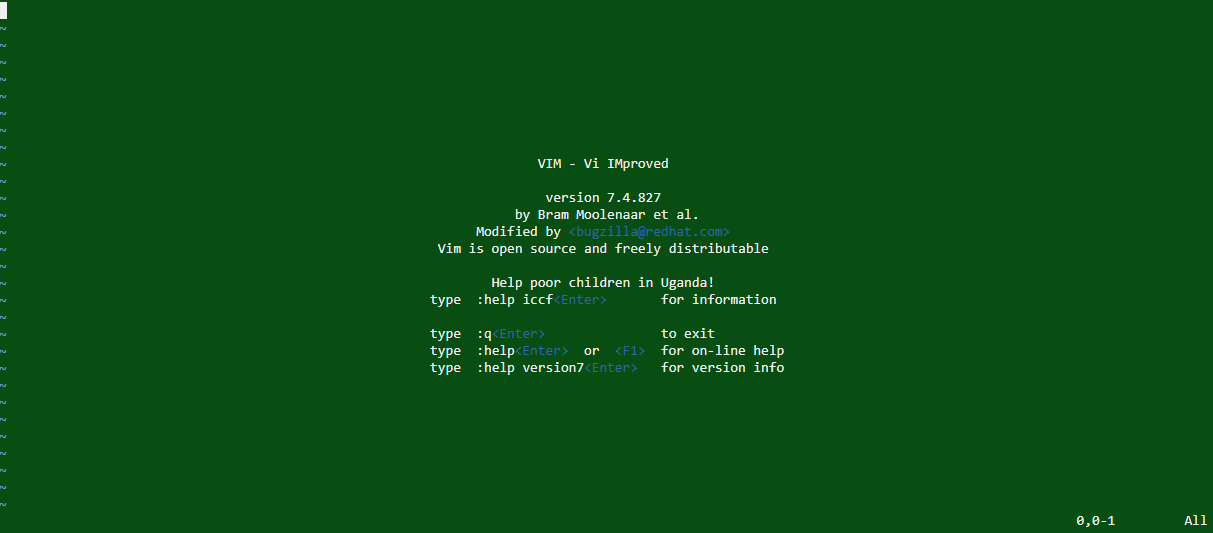 ~
~
~
~
~
~
~
~
~ VIM - Vi IMproved
~
~ version 7.4.827
~ by Bram Moolenaar et al.
~ Modified by <bugzilla@redhat.com>
~ Vim is open source and freely distributable
~
~ Help poor children in Uganda!
~ type :help iccf<Enter> for information
~
~ type :q<Enter> to exit
~ type :help<Enter> or <F1> for on-line help
~ type :help version7<Enter> for version info
~
~
~
~
~
~
~
~
0,0-1 All